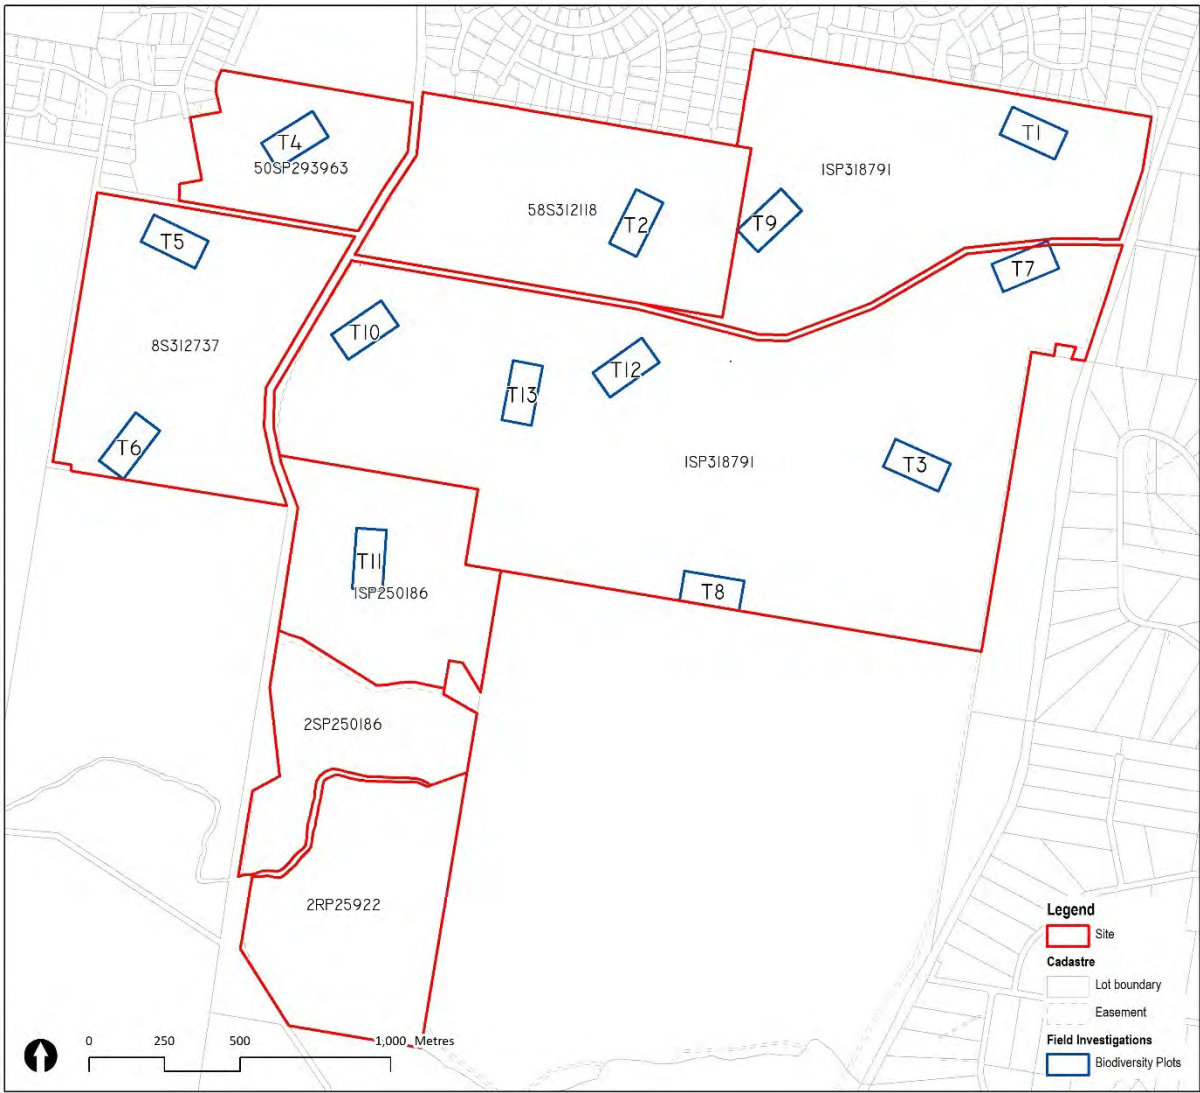 T1
T4
50SP293963
1SP318791
58S312118
T2
T9
T5
T7
T10
8S312737
T12
T13
T6
1SP318791
T3
T11
1SP250186
T8
2SP250186
2RP25922
Legend
Site
Cadastre
Lot boundary
Easement
Field Investigations
Biodiversity Plots
0 250 500 1,000 Metres